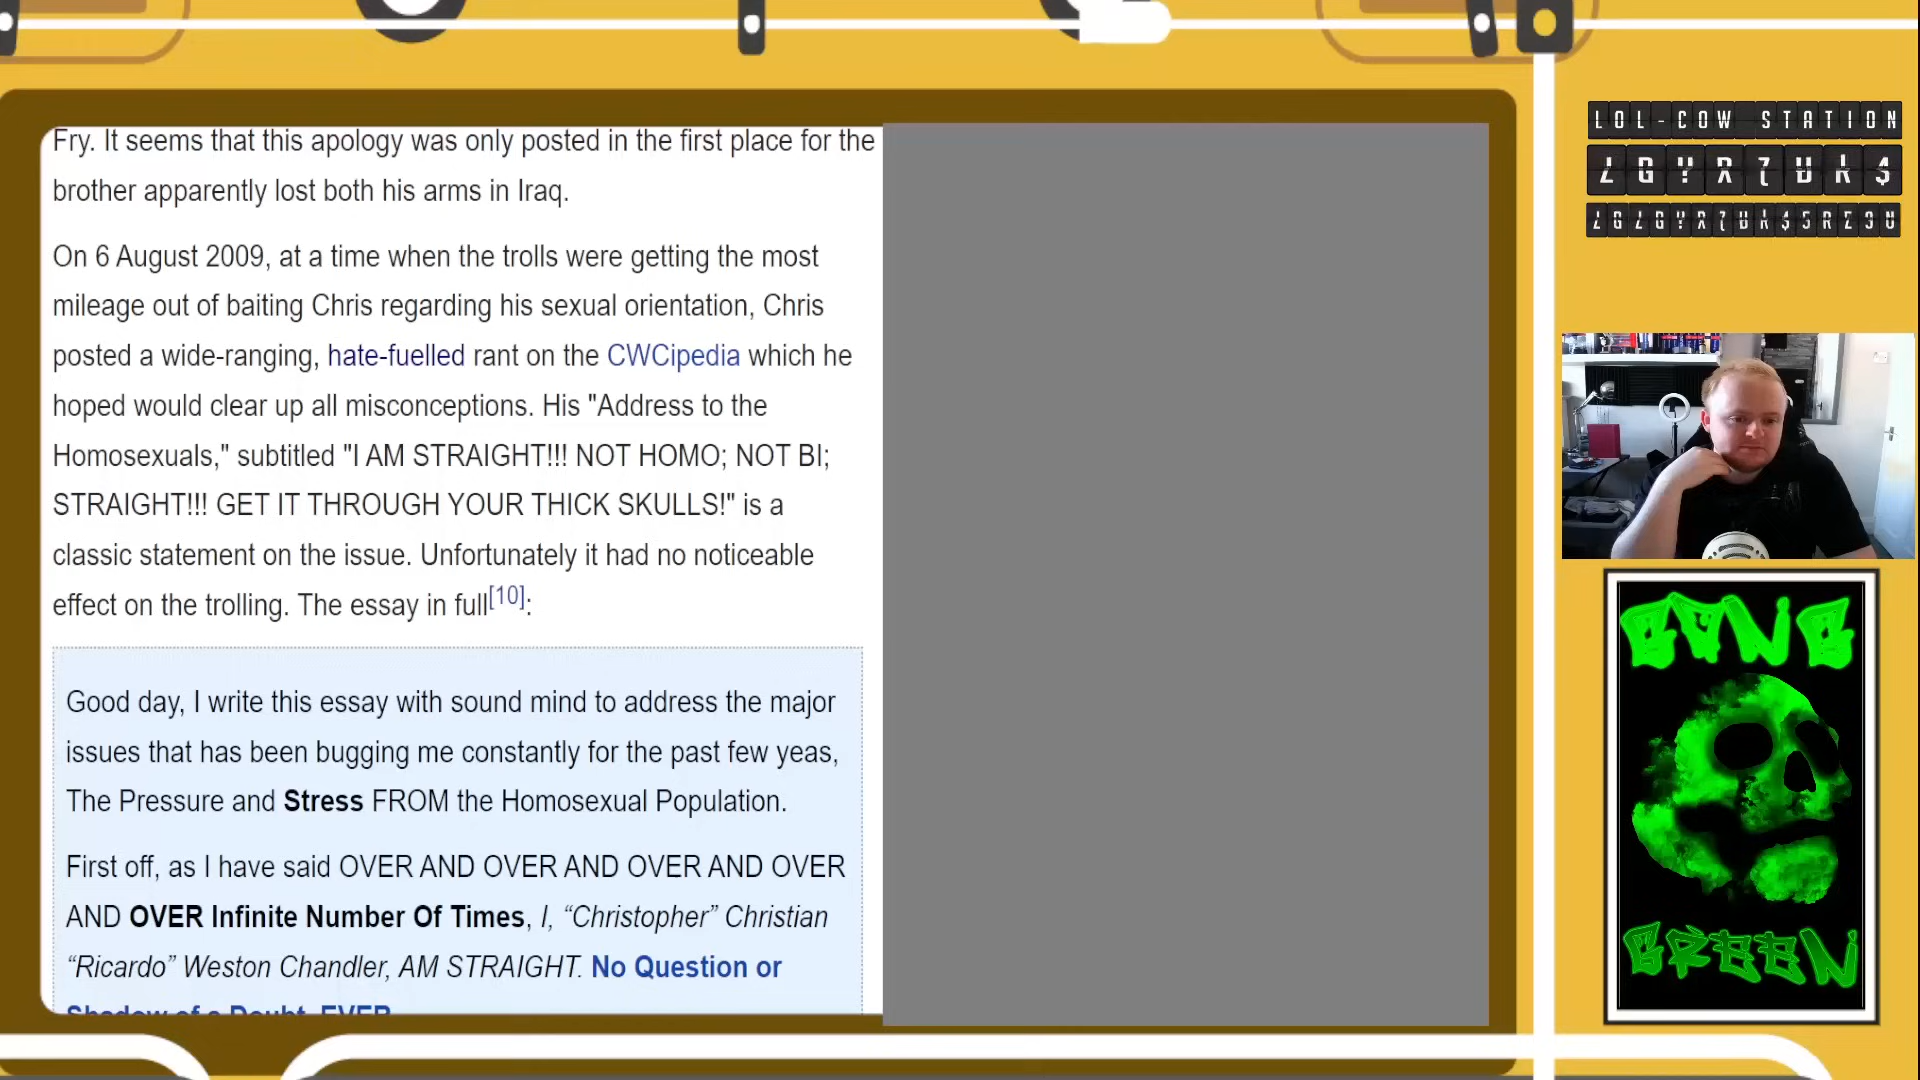 Fry. It seems that this apology was only posted in the first place for the
brother apparently lost both his arms in Iraq.
On 6 August 2009, at a time when the trolls were getting the most
mileage out of baiting Chris regarding his sexual orientation, Chris
posted a wide-ranging, hate-fuelled rant on the CWCipedia which he
hoped would clear up all misconceptions. His "Address to the
Homosexuals," subtitled "I AM STRAIGHT!!! NOT HOMO; NOT BI;
STRAIGHT!!! GET IT THROUGH YOUR THICK SKULLS!" is a
classic statement on the issue. Unfortunately it had no noticeable
effect on the trolling. The essay in full[10]:
Good day, I write this essay with sound mind to address the major
issues that has been bugging me constantly for the past few yeas,
The Pressure and Stress FROM the Homosexual Population.
First off, as I have said OVER AND OVER AND OVER AND OVER
AND OVER Infinite Number Of Times, I, “Christopher” Christian
“Ricardo” Weston Chandler, AM STRAIGHT. No Question or
Shadow of a Doubt, EVER
LOL-COW STATION
GONE
GREEN